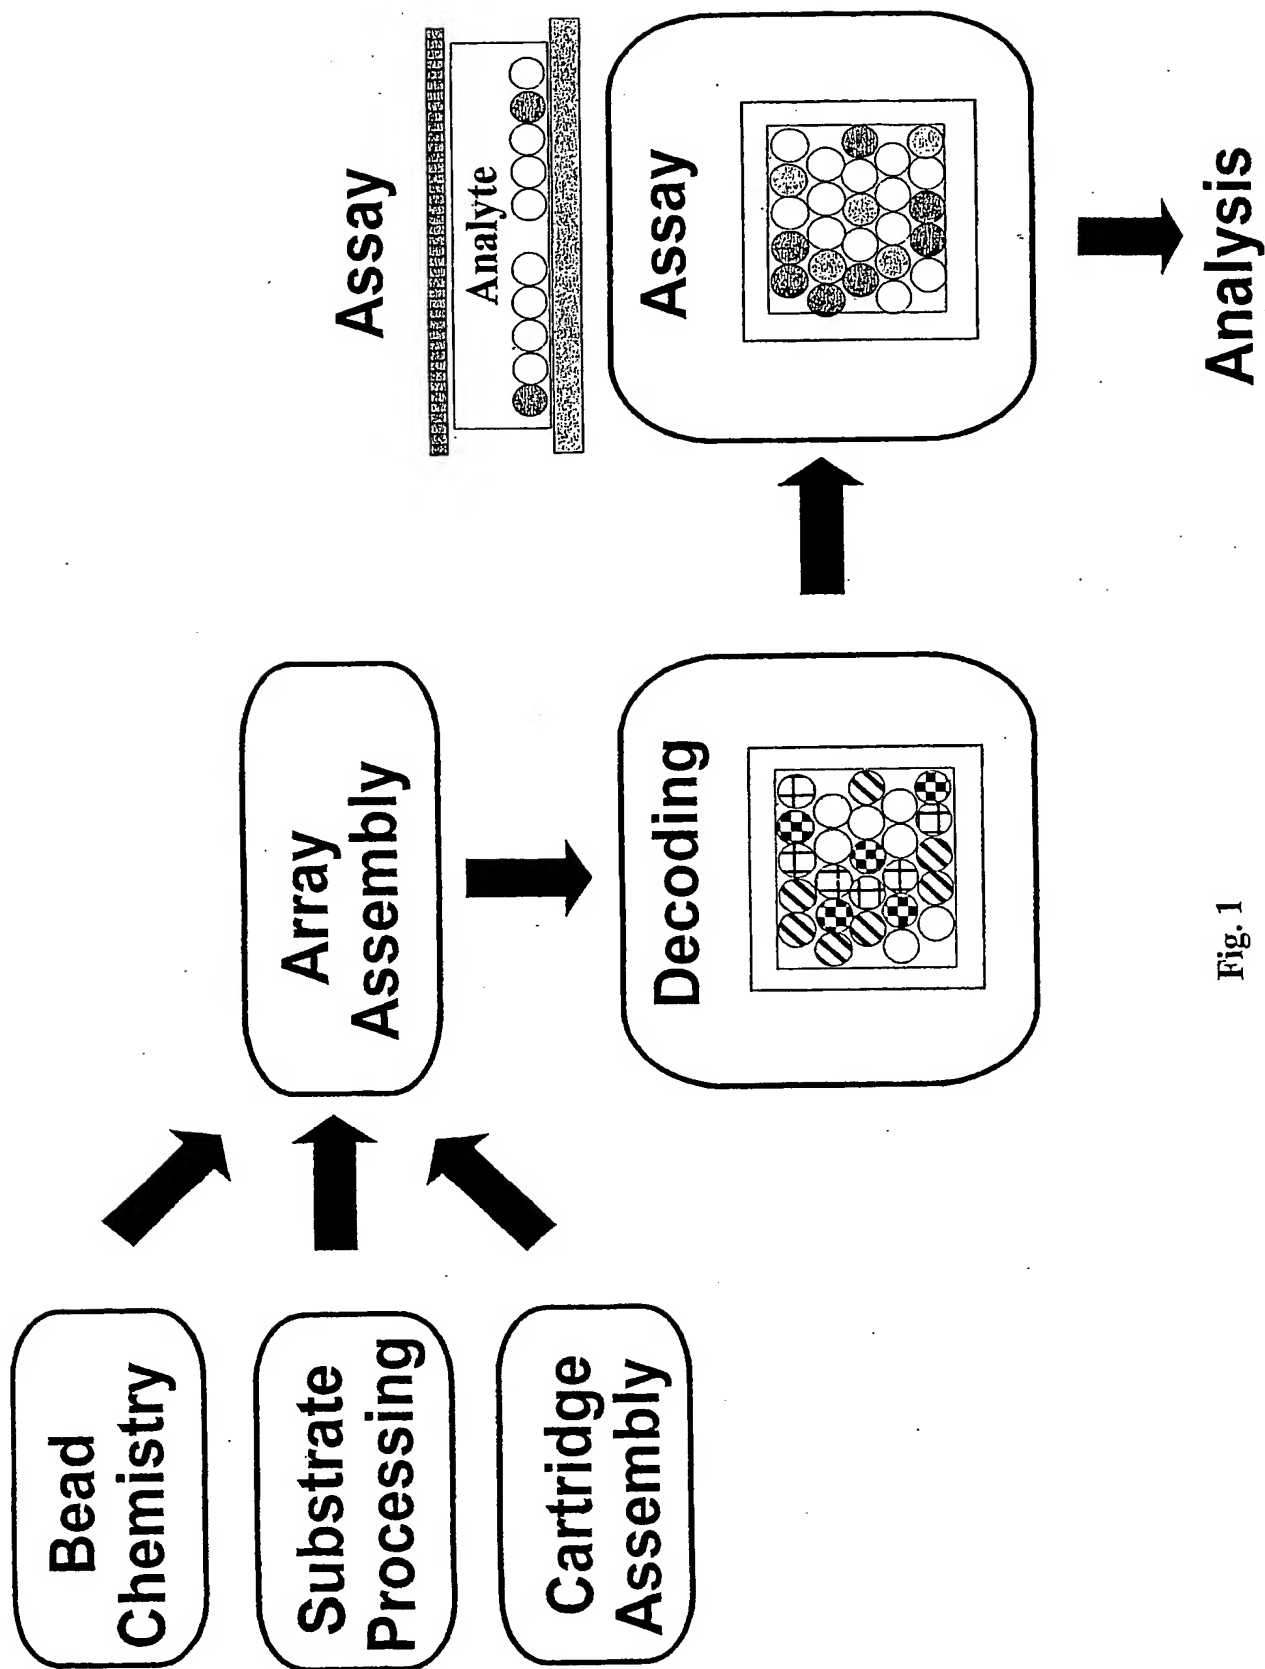 Bead
Chemistry
Substrate
Processing
Cartridge
Assembly
Array
Assembly
Decoding
Assay
Analyte
Assay
Analysis
Fig. 1